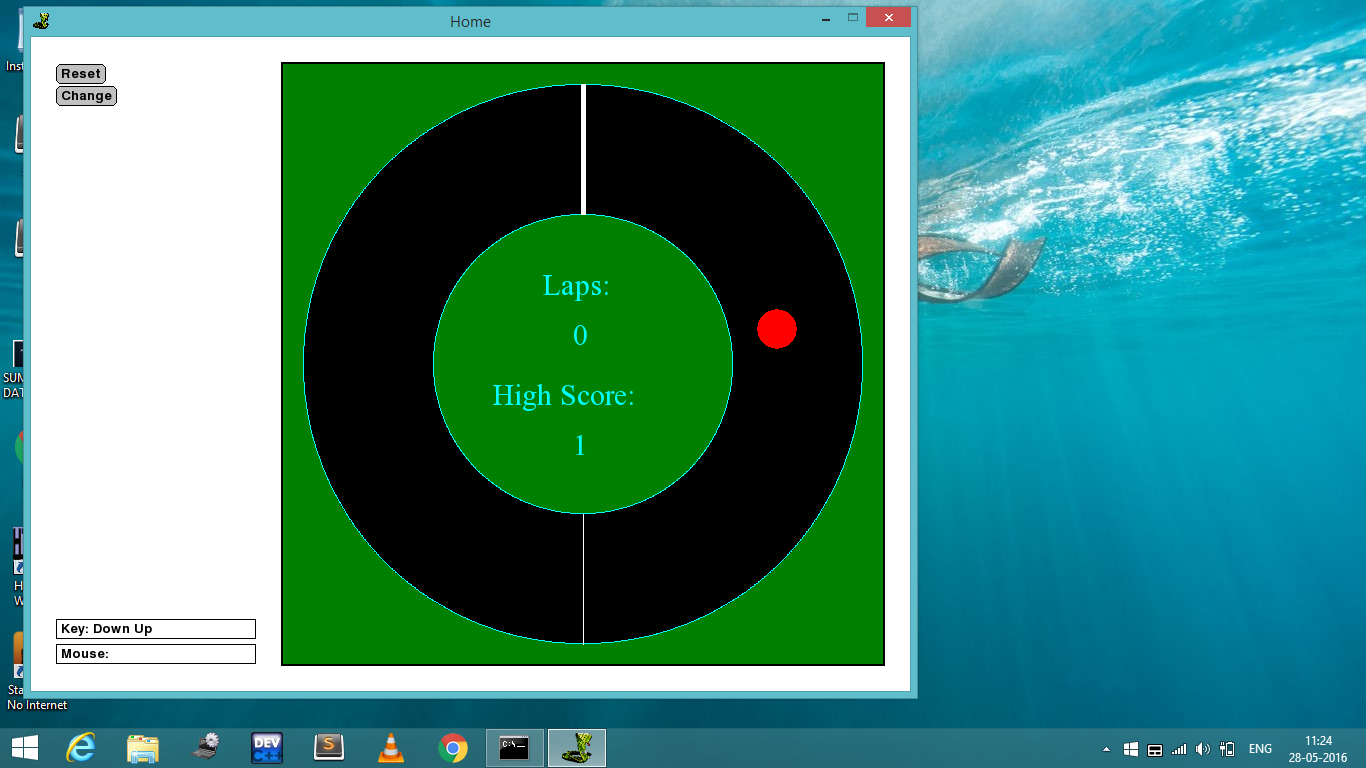 Home
Inst
Reset
Change
Laps:
0
High Score:
1
SUM
DAT
H
W
Key: Down Up
Mouse:
Sta
No Internet
DEV
C++
S
C:\
ENG
11:24
28-05-2016